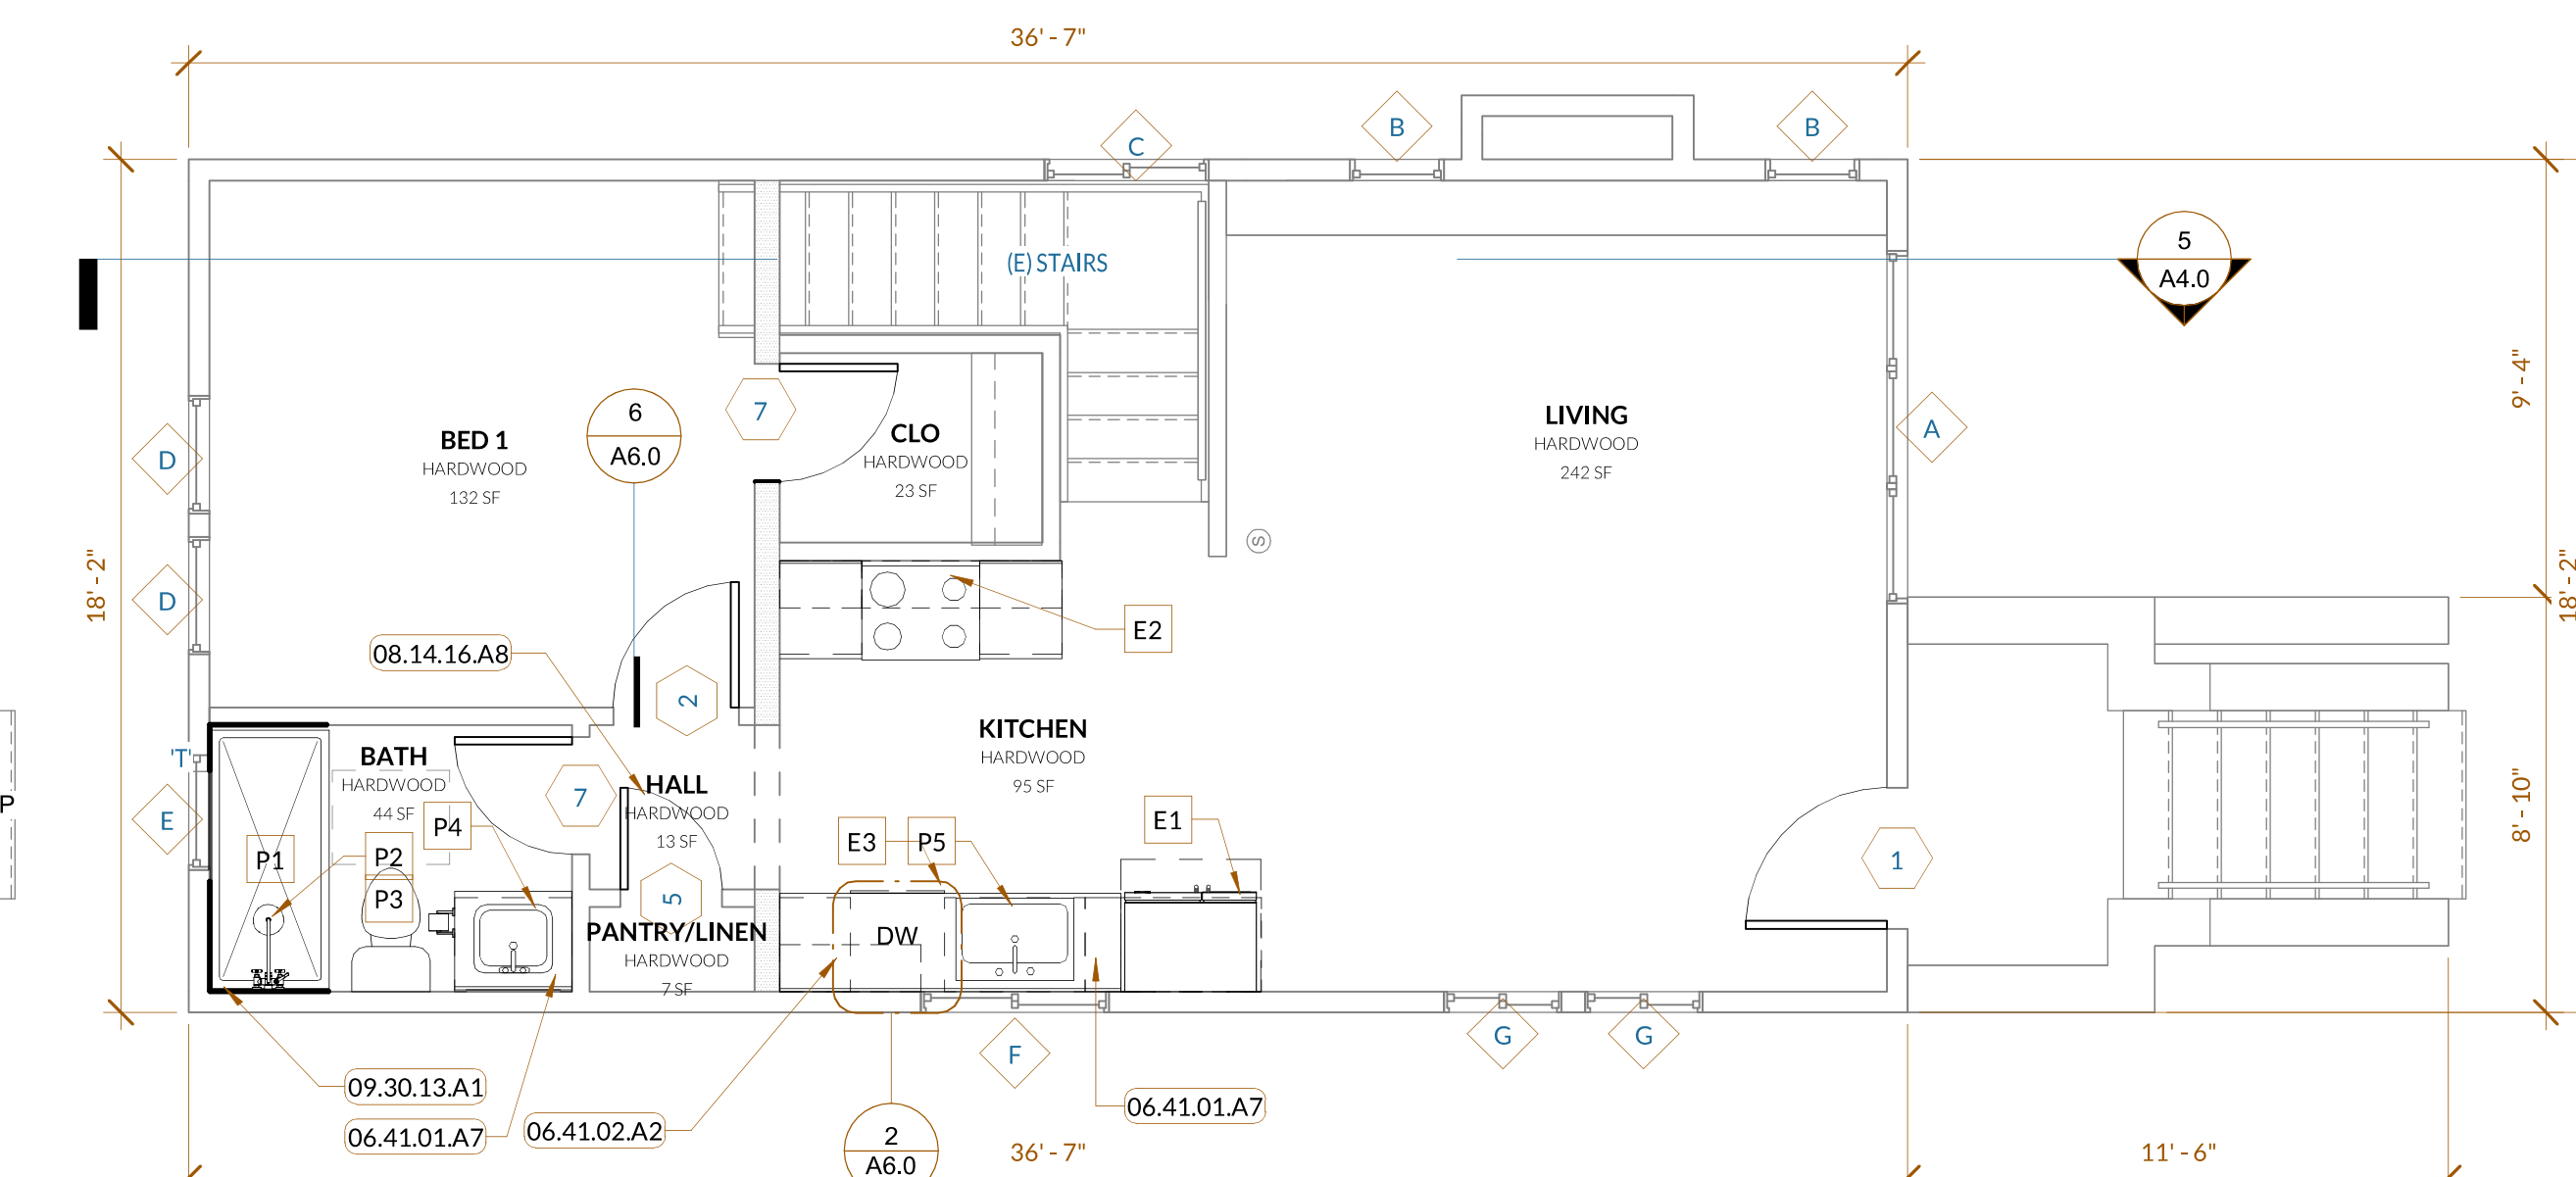 36' - 7"
B
B
C
5
A4.0
(E) STAIRS
9' - 4"
6
A6.0
7
CLO
HARDWOOD
23 SF
LIVING
HARDWOOD
242 SF
A
BED 1
HARDWOOD
132 SF
D
D
18' - 2"
18' - 2"
S
E2
08.14.16.A8
2
KITCHEN
HARDWOOD
95 SF
'T'
BATH
HARDWOOD
44 SF
7
HALL
HARDWOOD
13 SF
P
E
P4
P1
P2
P3
E3
P5
E1
1
8' - 10"
5
PANTRY/LINEN
HARDWOOD
7 SF
DW
F
G
G
09.30.13.A1
06.41.01.A7
06.41.02.A2
06.41.01.A7
2
A6.0
36' - 7"
11' - 6"